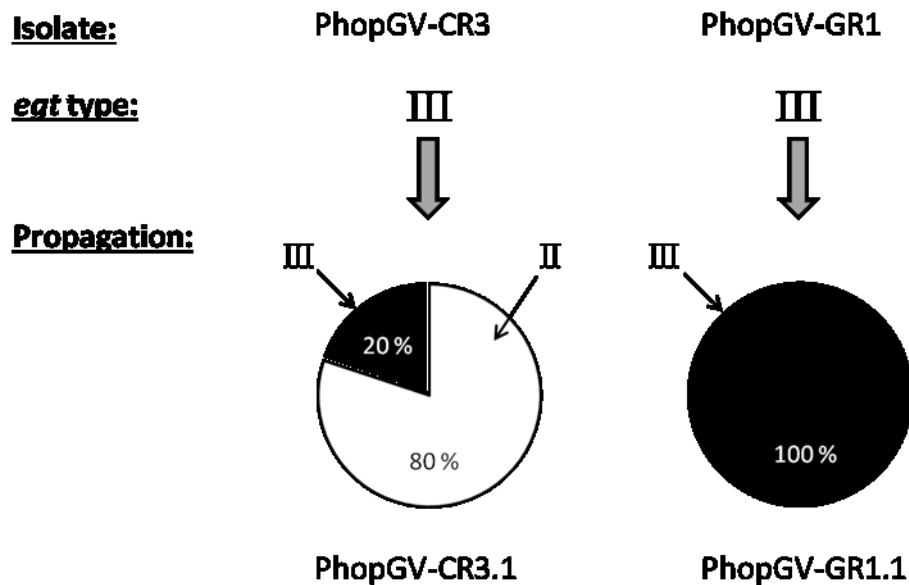 Isolate: PhopGV-CR3 PhopGV-GR1
egt type: III III
Propagation:
III II III
20 %
80 % 100 %
PhopGV-CR3.1 PhopGV-GR1.1